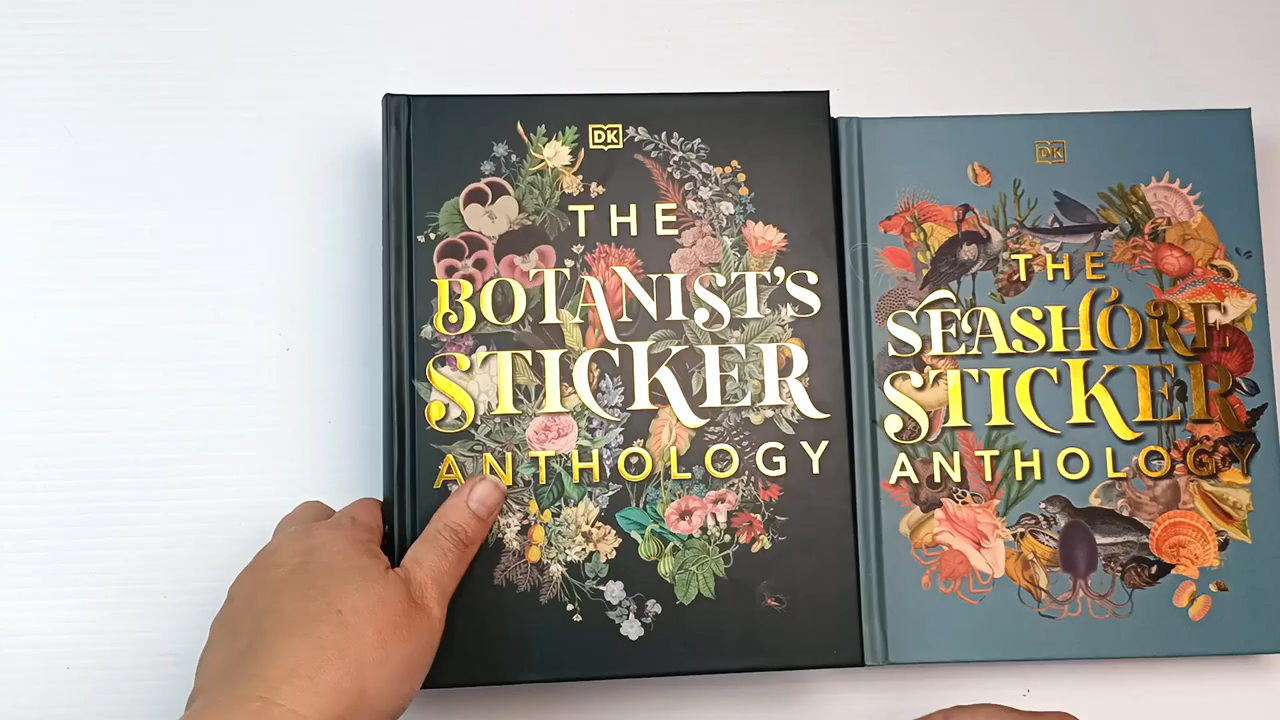 DK
THE
BOTANIST'S
STICKER
ANTHOLOGY
DK
THE
SEASHORE
STICKER
ANTHOLOGY